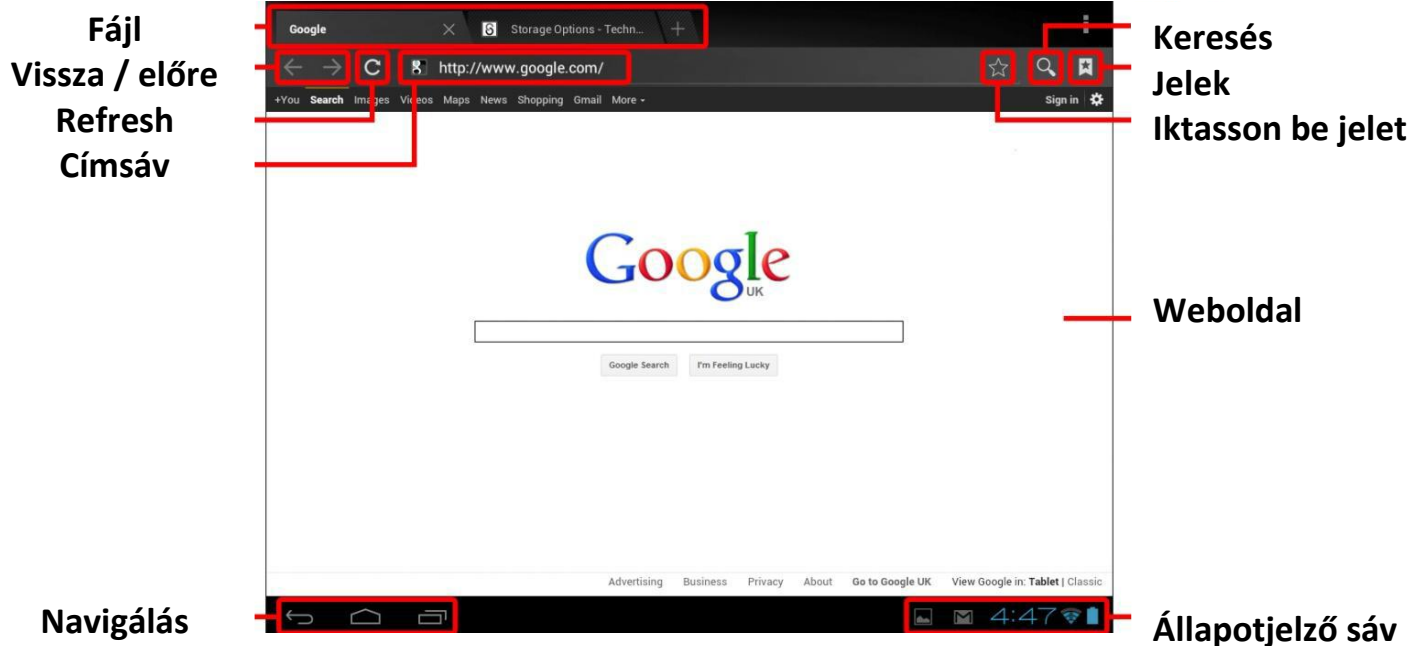 Fájl
Vissza / előre
Refresh
Címsáv
Navigálás
Google
Storage Options - Techn...
http://www.google.com/
+You Search Images Videos Maps News Shopping Gmail More
Sign in
Google
UK
Google Search I'm Feeling Lucky
Advertising Business Privacy About Go to Google UK View Google in: Tablet | Classic
4:47
Keresés
Jelek
Iktasson be jelet
Weboldal
Állapotjelző sáv